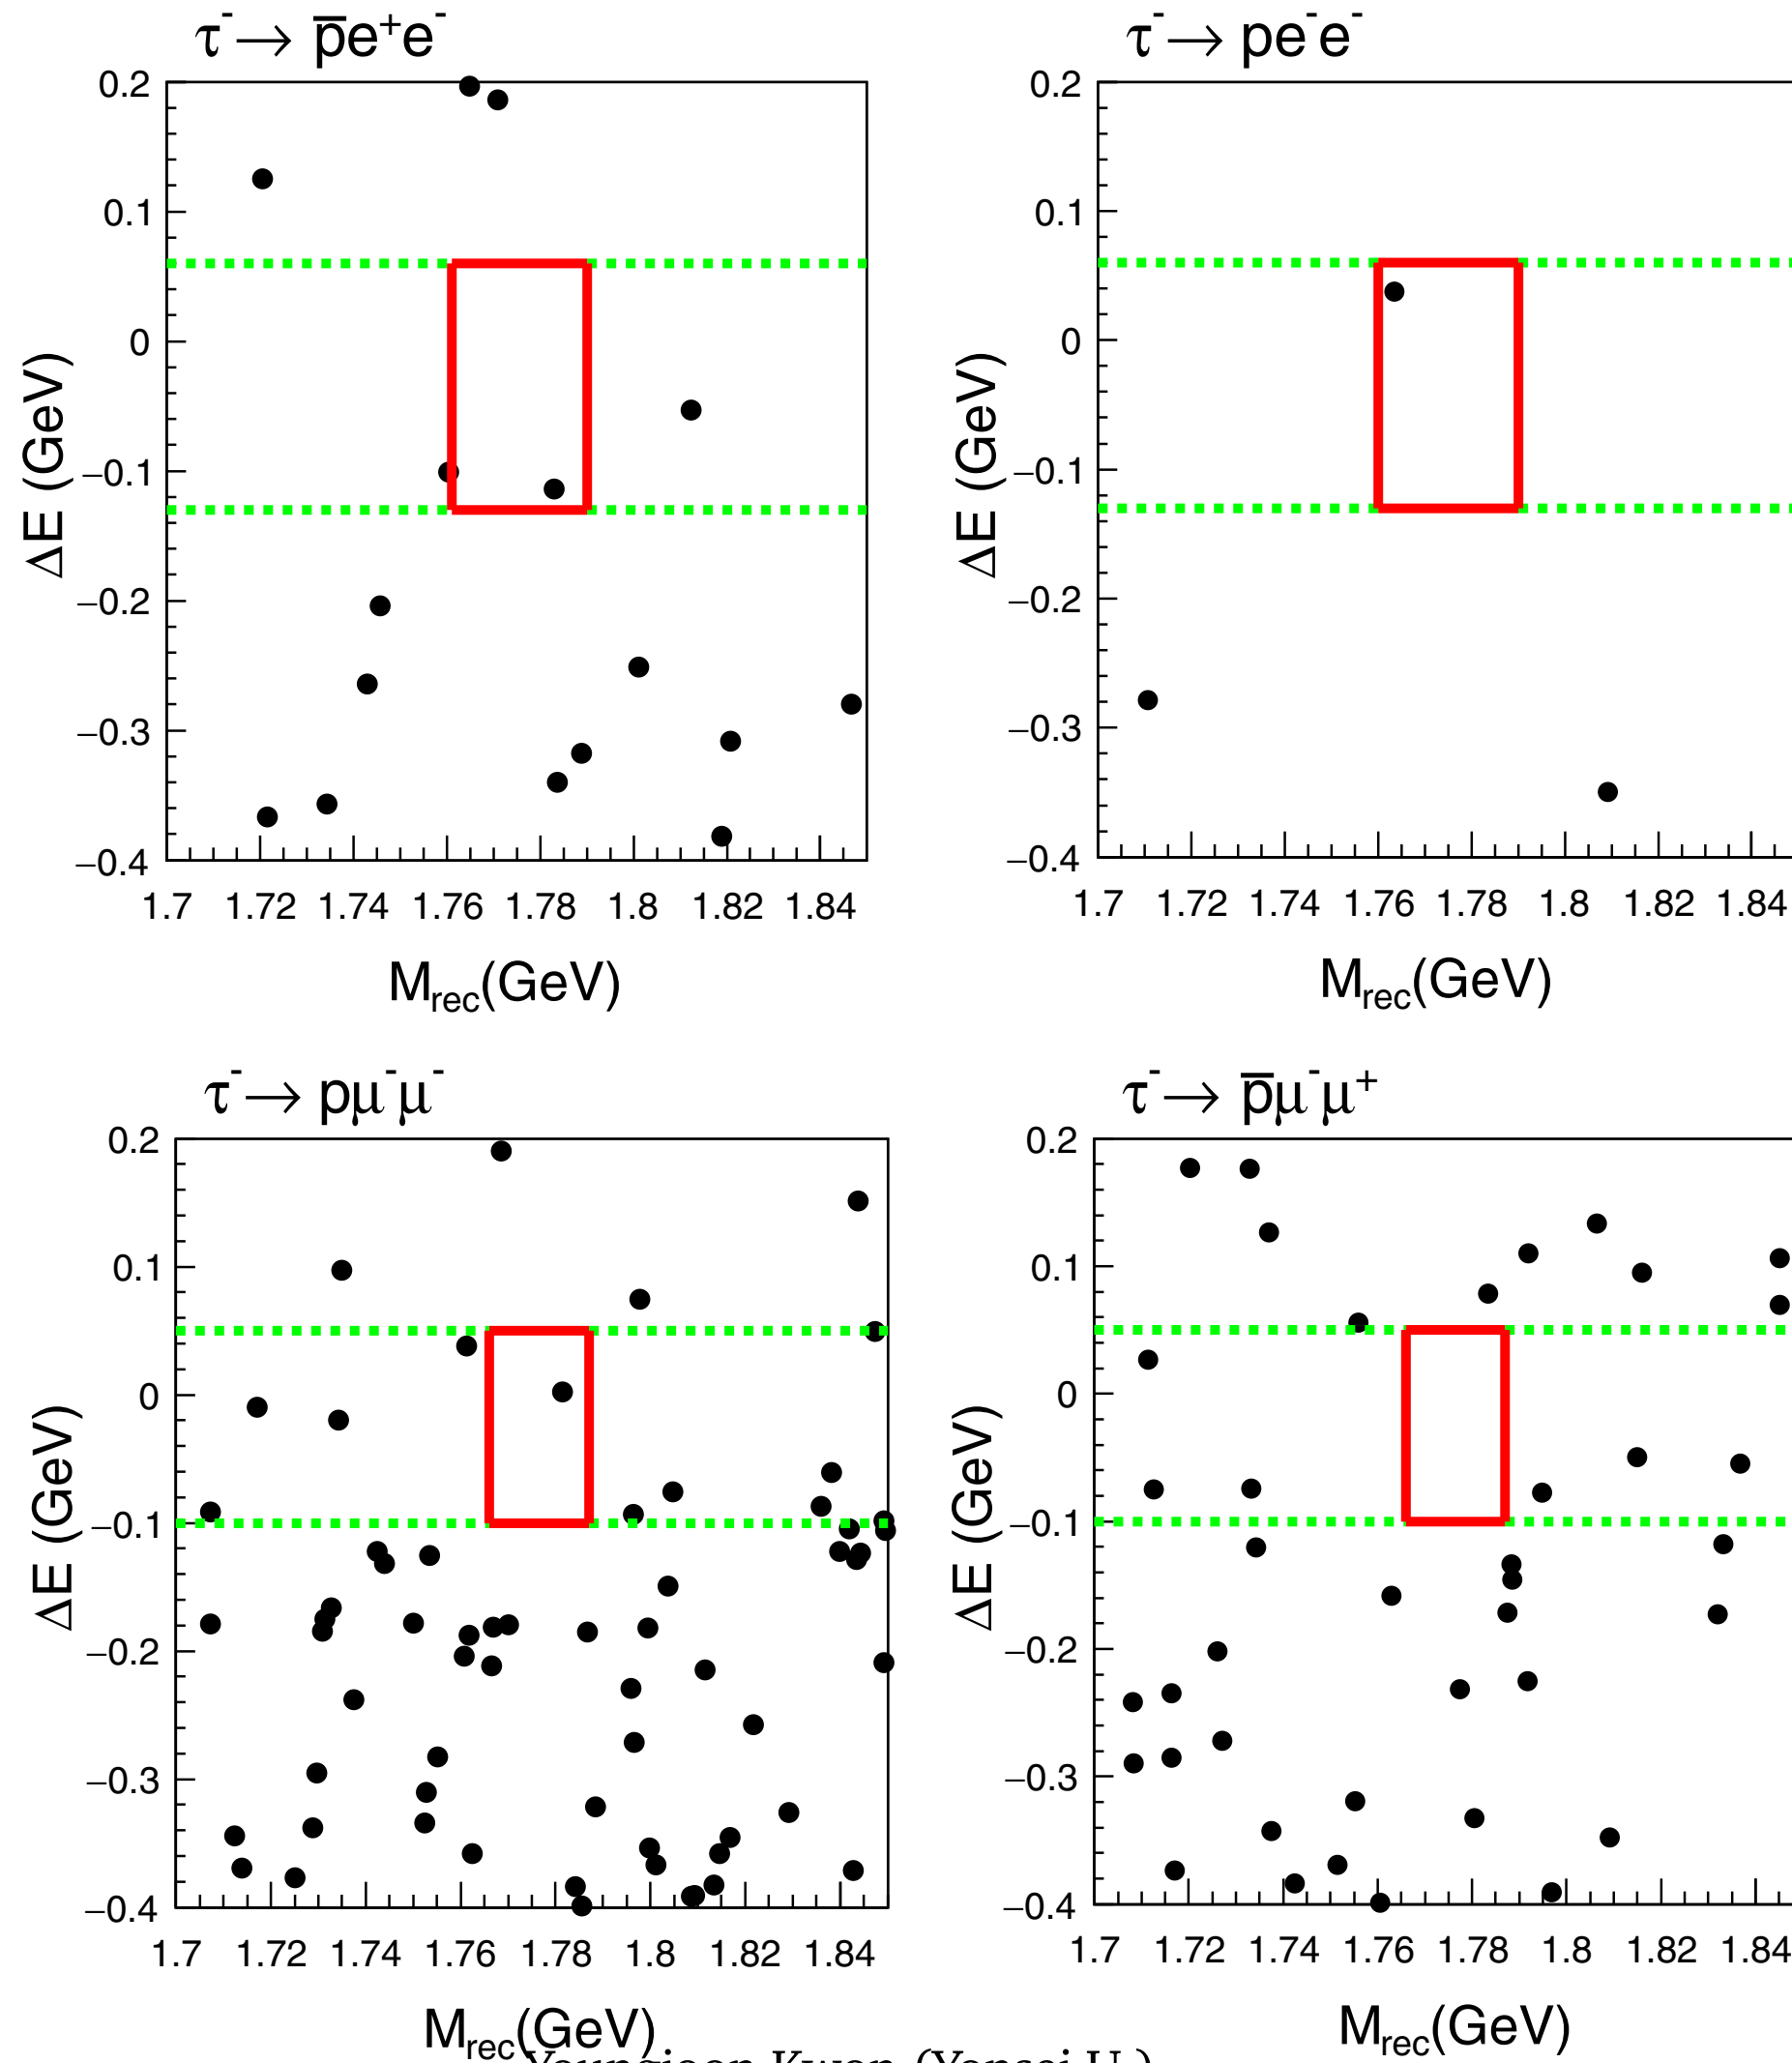 τ⁻ → p̅e⁺e⁻
0.2
0.1
0
−0.1
−0.2
−0.3
−0.4
ΔE (GeV)
1.7 1.72 1.74 1.76 1.78 1.8 1.82 1.84
M_rec(GeV)
τ⁻ → pe⁻e⁻
0.2
0.1
0
−0.1
−0.2
−0.3
−0.4
ΔE (GeV)
1.7 1.72 1.74 1.76 1.78 1.8 1.82 1.84
M_rec(GeV)
τ⁻ → pμ⁻μ⁻
0.2
0.1
0
−0.1
−0.2
−0.3
−0.4
ΔE (GeV)
1.7 1.72 1.74 1.76 1.78 1.8 1.82 1.84
M_rec(GeV)
τ⁻ → p̅μ⁻μ⁺
0.2
0.1
0
−0.1
−0.2
−0.3
−0.4
ΔE (GeV)
1.7 1.72 1.74 1.76 1.78 1.8 1.82 1.84
M_rec(GeV)
Youngjoon Kwon (Yonsei U.)